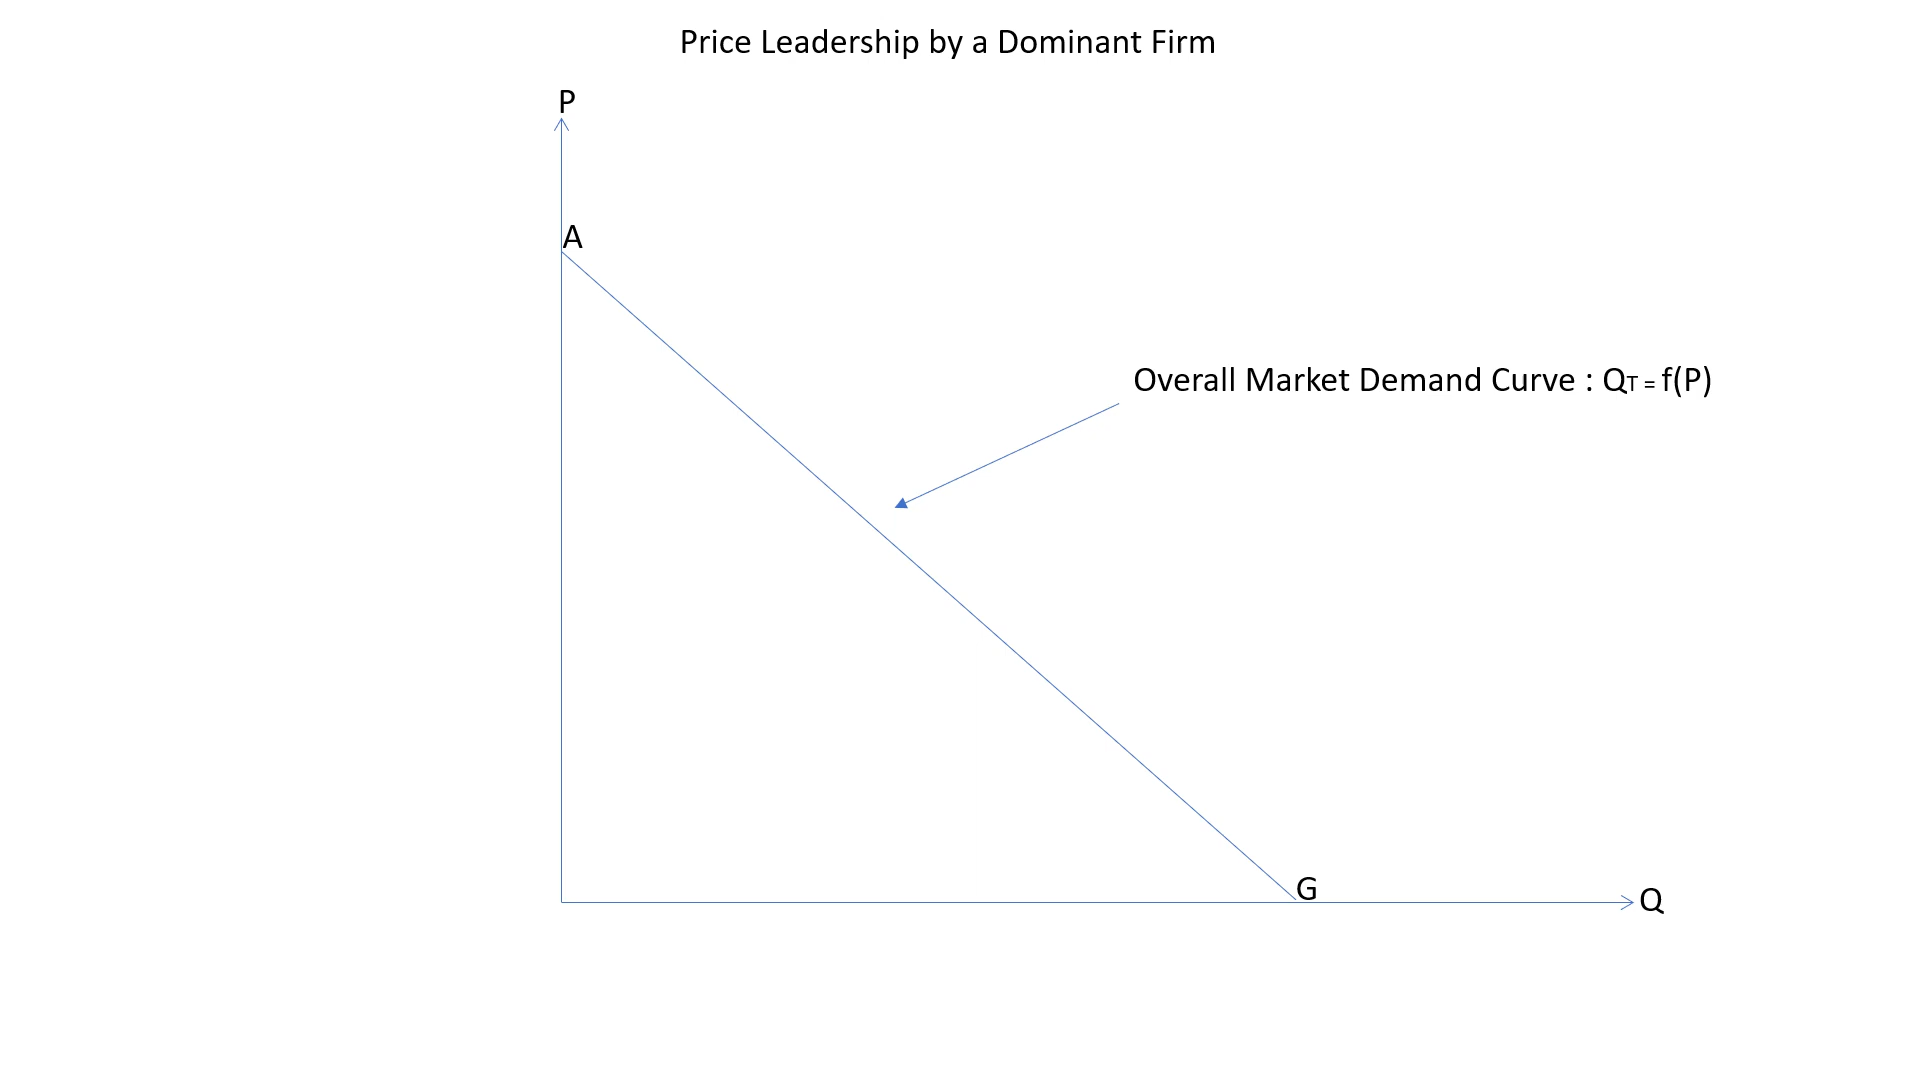 Price Leadership by a Dominant Firm
P
A
Overall Market Demand Curve : QT = f(P)
G
Q